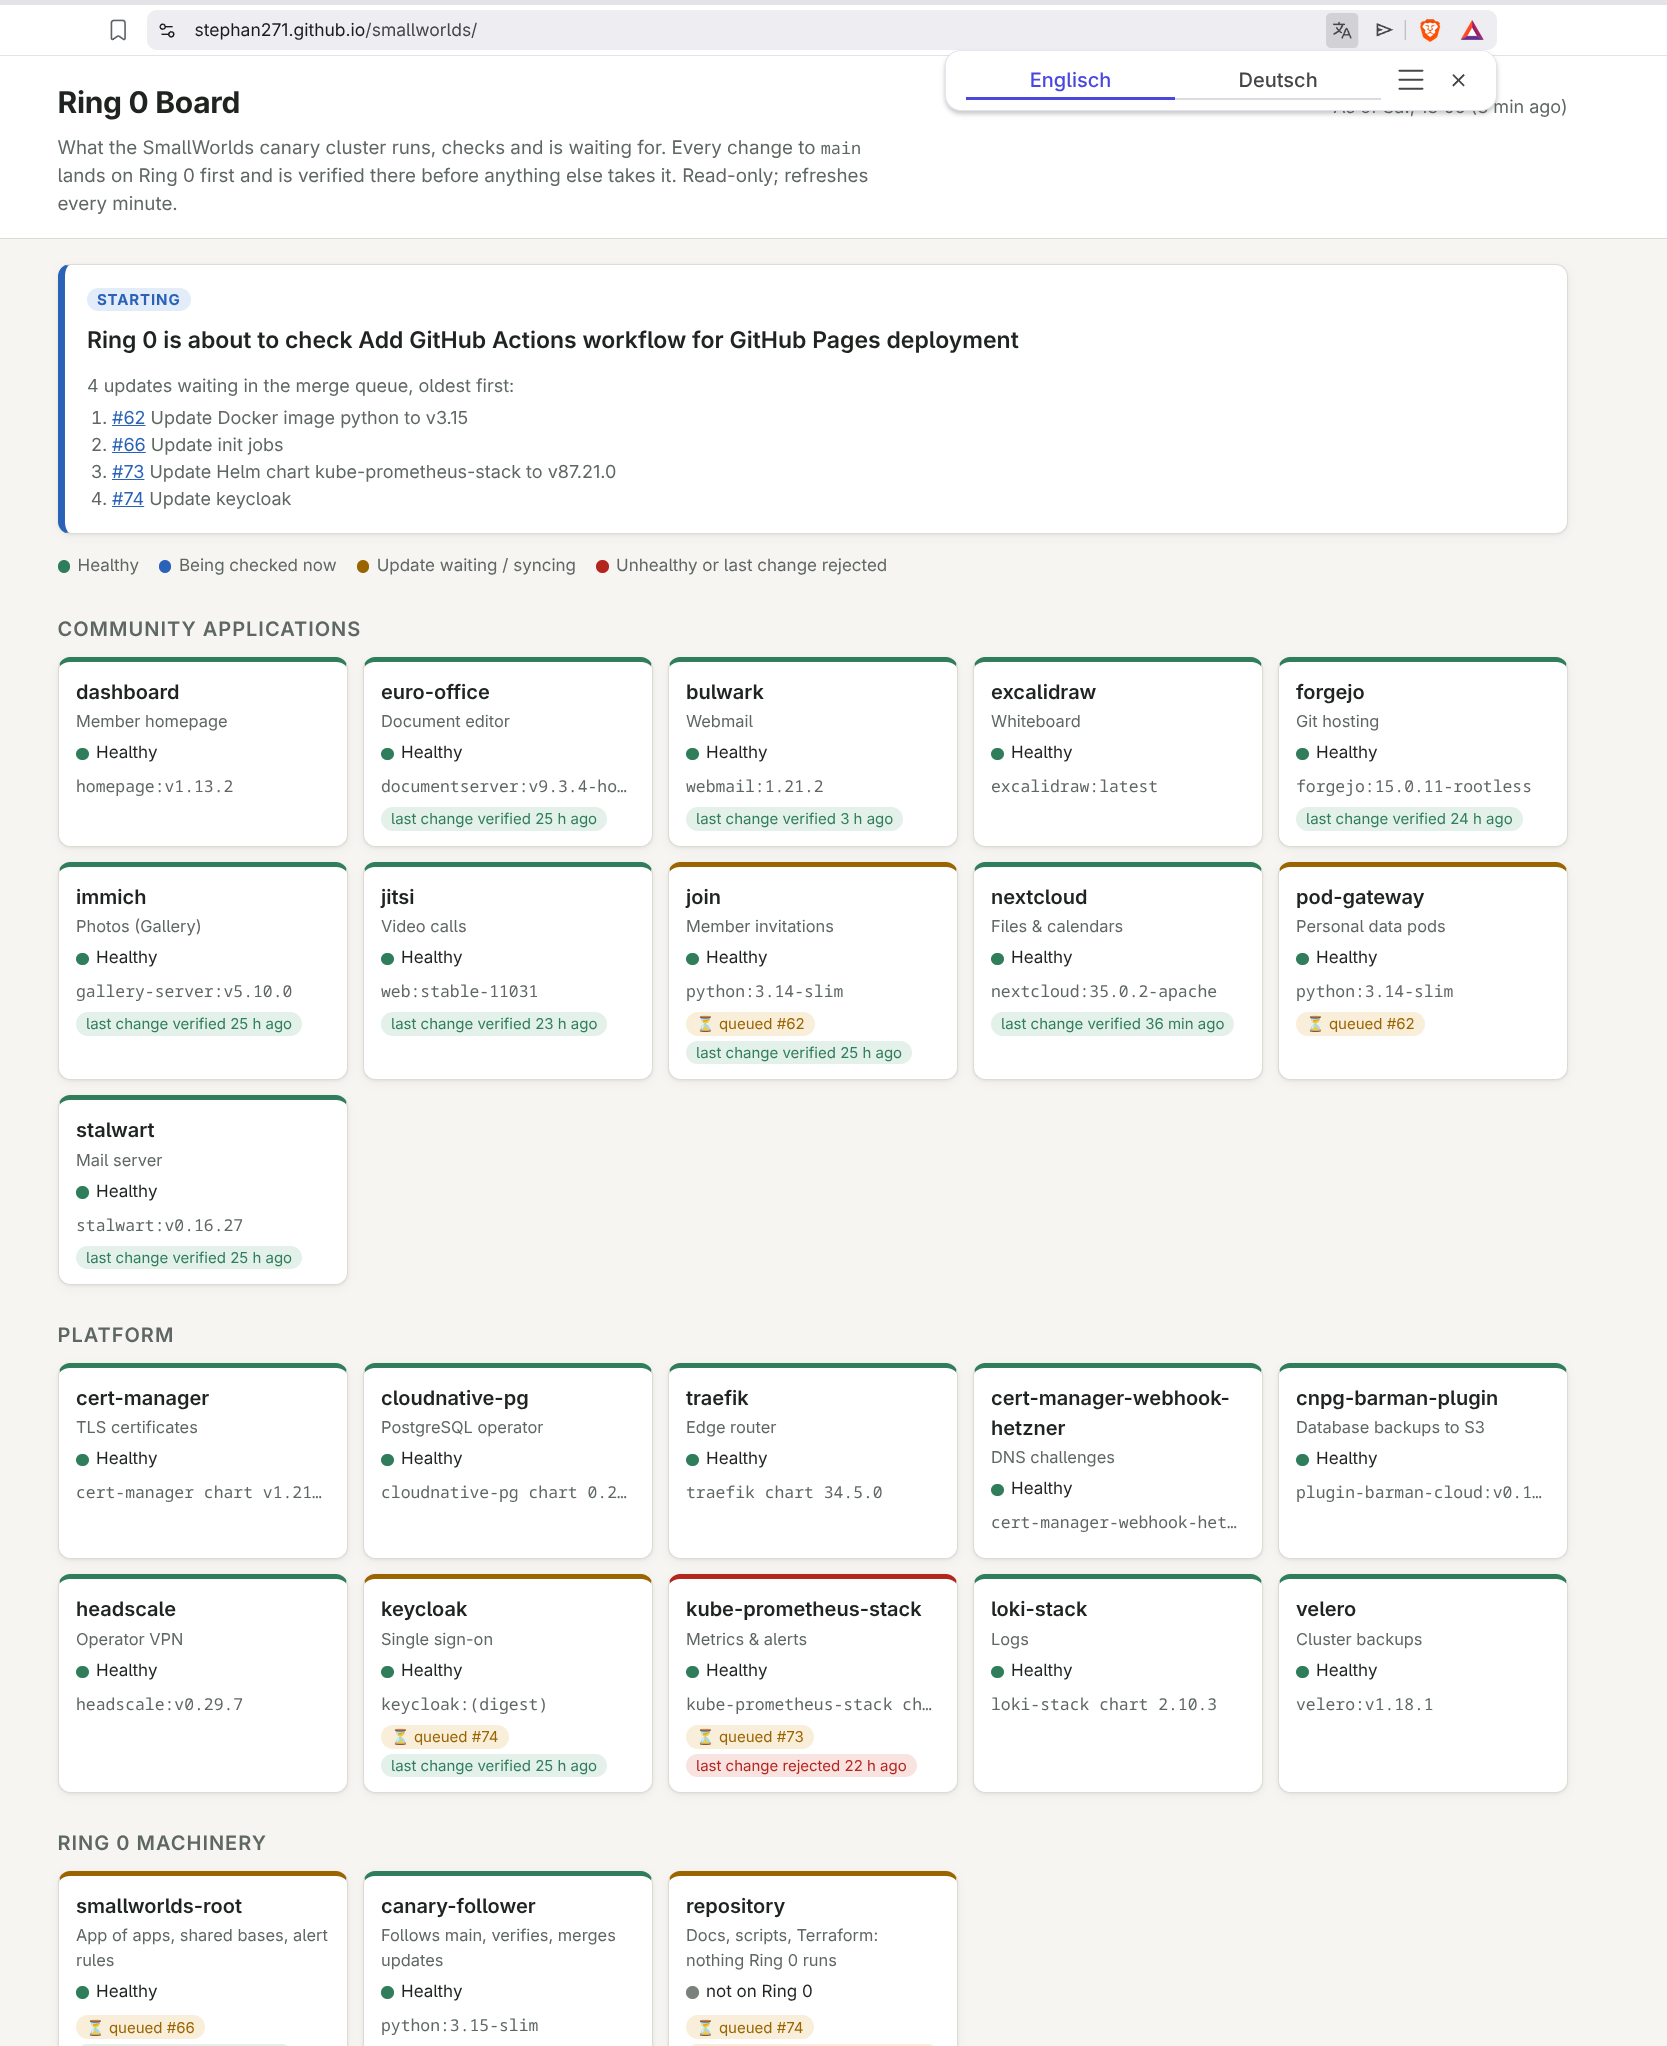 stephan271.github.io/smallworlds/
Englisch
Deutsch
Ring 0 Board
min ago)
What the SmallWorlds canary cluster runs, checks and is waiting for. Every change to main
lands on Ring 0 first and is verified there before anything else takes it. Read-only; refreshes
every minute.
STARTING
Ring 0 is about to check Add GitHub Actions workflow for GitHub Pages deployment
4 updates waiting in the merge queue, oldest first:
1. #62 Update Docker image python to v3.15
2. #66 Update init jobs
3. #73 Update Helm chart kube-prometheus-stack to v87.21.0
4. #74 Update keycloak
Healthy
Being checked now
Update waiting / syncing
Unhealthy or last change rejected
COMMUNITY APPLICATIONS
dashboard
Member homepage
Healthy
homepage:v1.13.2
euro-office
Document editor
Healthy
documentserver:v9.3.4-ho…
last change verified 25 h ago
bulwark
Webmail
Healthy
webmail:1.21.2
last change verified 3 h ago
excalidraw
Whiteboard
Healthy
excalidraw:latest
forgejo
Git hosting
Healthy
forgejo:15.0.11-rootless
last change verified 24 h ago
immich
Photos (Gallery)
Healthy
gallery-server:v5.10.0
last change verified 25 h ago
jitsi
Video calls
Healthy
web:stable-11031
last change verified 23 h ago
join
Member invitations
Healthy
python:3.14-slim
⏳ queued #62
last change verified 25 h ago
nextcloud
Files & calendars
Healthy
nextcloud:35.0.2-apache
last change verified 36 min ago
pod-gateway
Personal data pods
Healthy
python:3.14-slim
⏳ queued #62
stalwart
Mail server
Healthy
stalwart:v0.16.27
last change verified 25 h ago
PLATFORM
cert-manager
TLS certificates
Healthy
cert-manager chart v1.21…
cloudnative-pg
PostgreSQL operator
Healthy
cloudnative-pg chart 0.2…
traefik
Edge router
Healthy
traefik chart 34.5.0
cert-manager-webhook-
hetzner
DNS challenges
Healthy
cert-manager-webhook-het…
cnpg-barman-plugin
Database backups to S3
Healthy
plugin-barman-cloud:v0.1…
headscale
Operator VPN
Healthy
headscale:v0.29.7
keycloak
Single sign-on
Healthy
keycloak:(digest)
⏳ queued #74
last change verified 25 h ago
kube-prometheus-stack
Metrics & alerts
Healthy
kube-prometheus-stack ch…
⏳ queued #73
last change rejected 22 h ago
loki-stack
Logs
Healthy
loki-stack chart 2.10.3
velero
Cluster backups
Healthy
velero:v1.18.1
RING 0 MACHINERY
smallworlds-root
App of apps, shared bases, alert
rules
Healthy
⏳ queued #66
canary-follower
Follows main, verifies, merges
updates
Healthy
python:3.15-slim
repository
Docs, scripts, Terraform:
nothing Ring 0 runs
not on Ring 0
⏳ queued #74